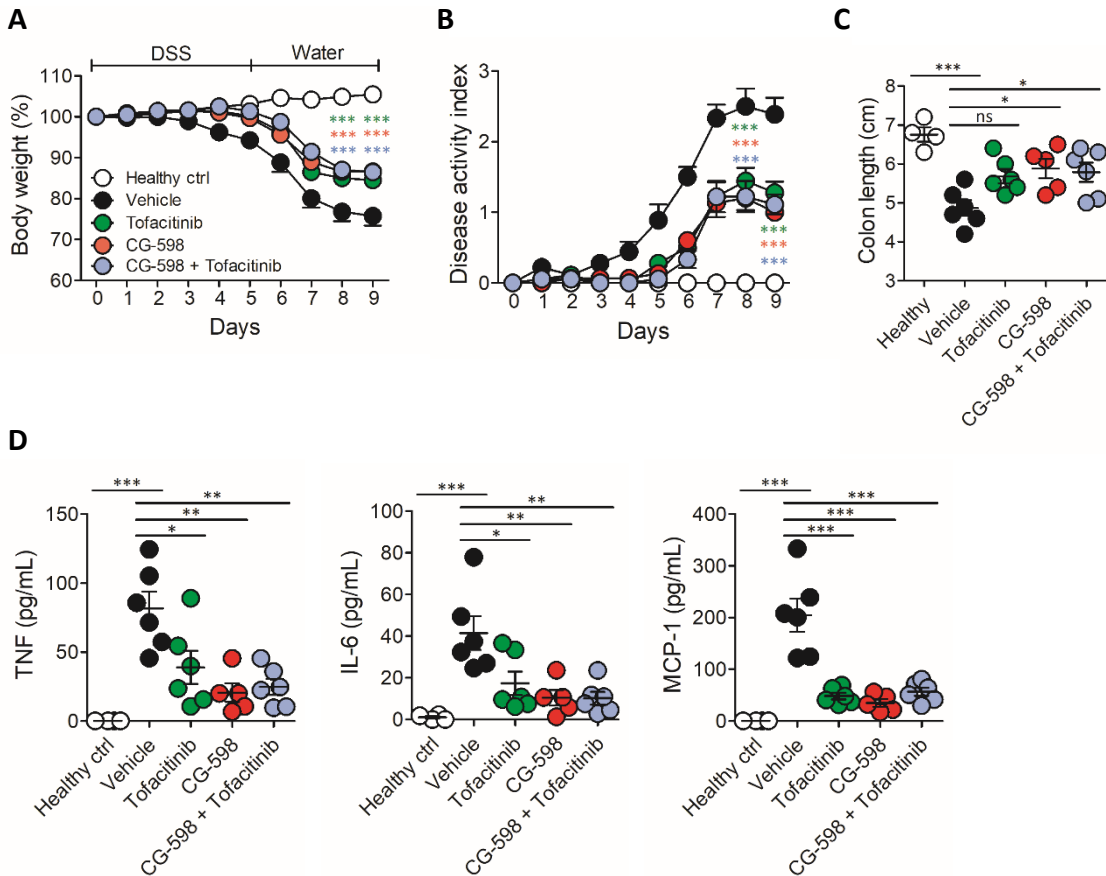 A
DSS
Water
Body weight (%)
120
110
100
90
80
70
60
***
***
***
***
***
***
Healthy ctrl
Vehicle
Tofacitinib
CG-598
CG-598 + Tofacitinib
0 1 2 3 4 5 6 7 8 9
Days
B
Disease activity index
3
2
1
0
***
***
***
***
***
***
0 1 2 3 4 5 6 7 8 9
Days
C
Colon length (cm)
8
7
6
5
4
3
***
*
*
ns
Healthy
Vehicle
Tofacitinib
CG-598
CG-598 + Tofacitinib
D
TNF (pg/mL)
150
100
50
0
***
**
**
*
Healthy ctrl
Vehicle
Tofacitinib
CG-598
CG-598 + Tofacitinib
IL-6 (pg/mL)
100
80
60
40
20
0
***
**
**
*
Healthy ctrl
Vehicle
Tofacitinib
CG-598
CG-598 + Tofacitinib
MCP-1 (pg/mL)
400
300
200
100
0
***
***
***
***
Healthy ctrl
Vehicle
Tofacitinib
CG-598
CG-598 + Tofacitinib